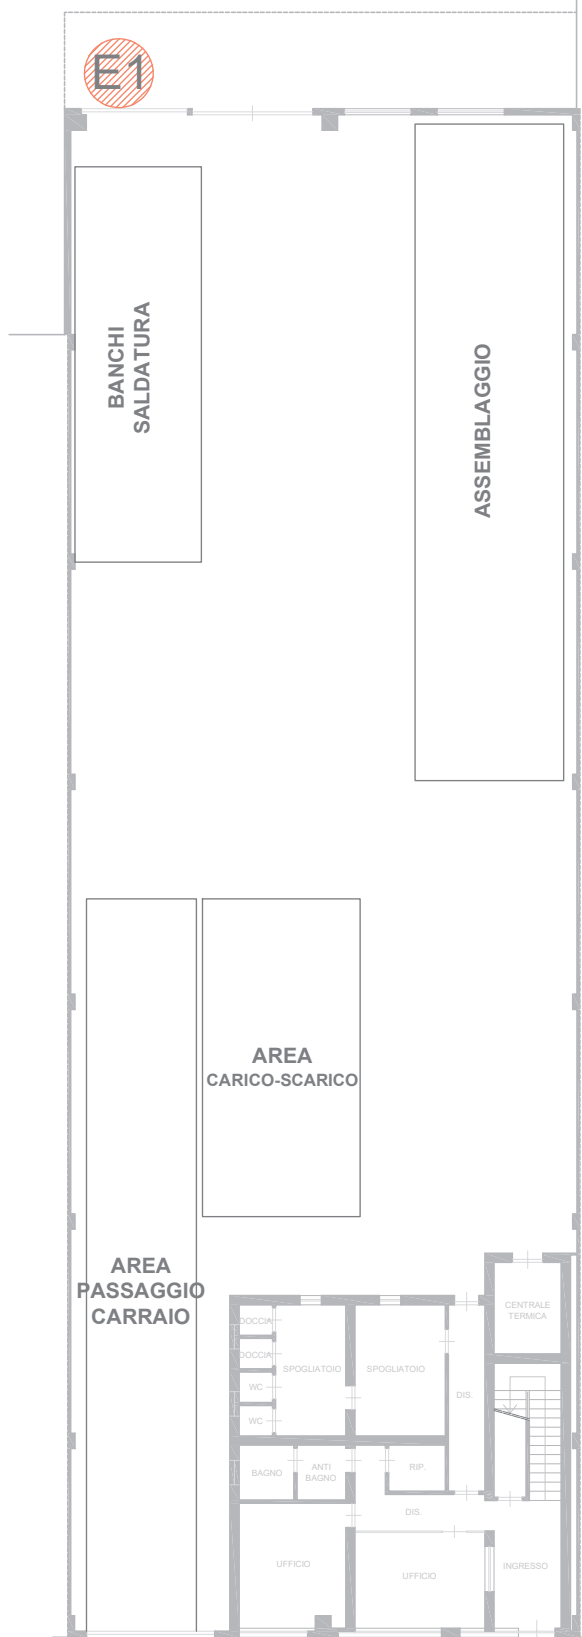 E1
BANCHI
SALDATURA
ASSEMBLAGGIO
AREA
CARICO-SCARICO
AREA
PASSAGGIO
CARRAIO
CENTRALE
TERMICA
DOCCIA
DOCCIA
WC
WC
SPOGLIATOIO
SPOGLIATOIO
DIS.
BAGNO
ANTI
BAGNO
RIP.
DIS.
UFFICIO
UFFICIO
INGRESSO